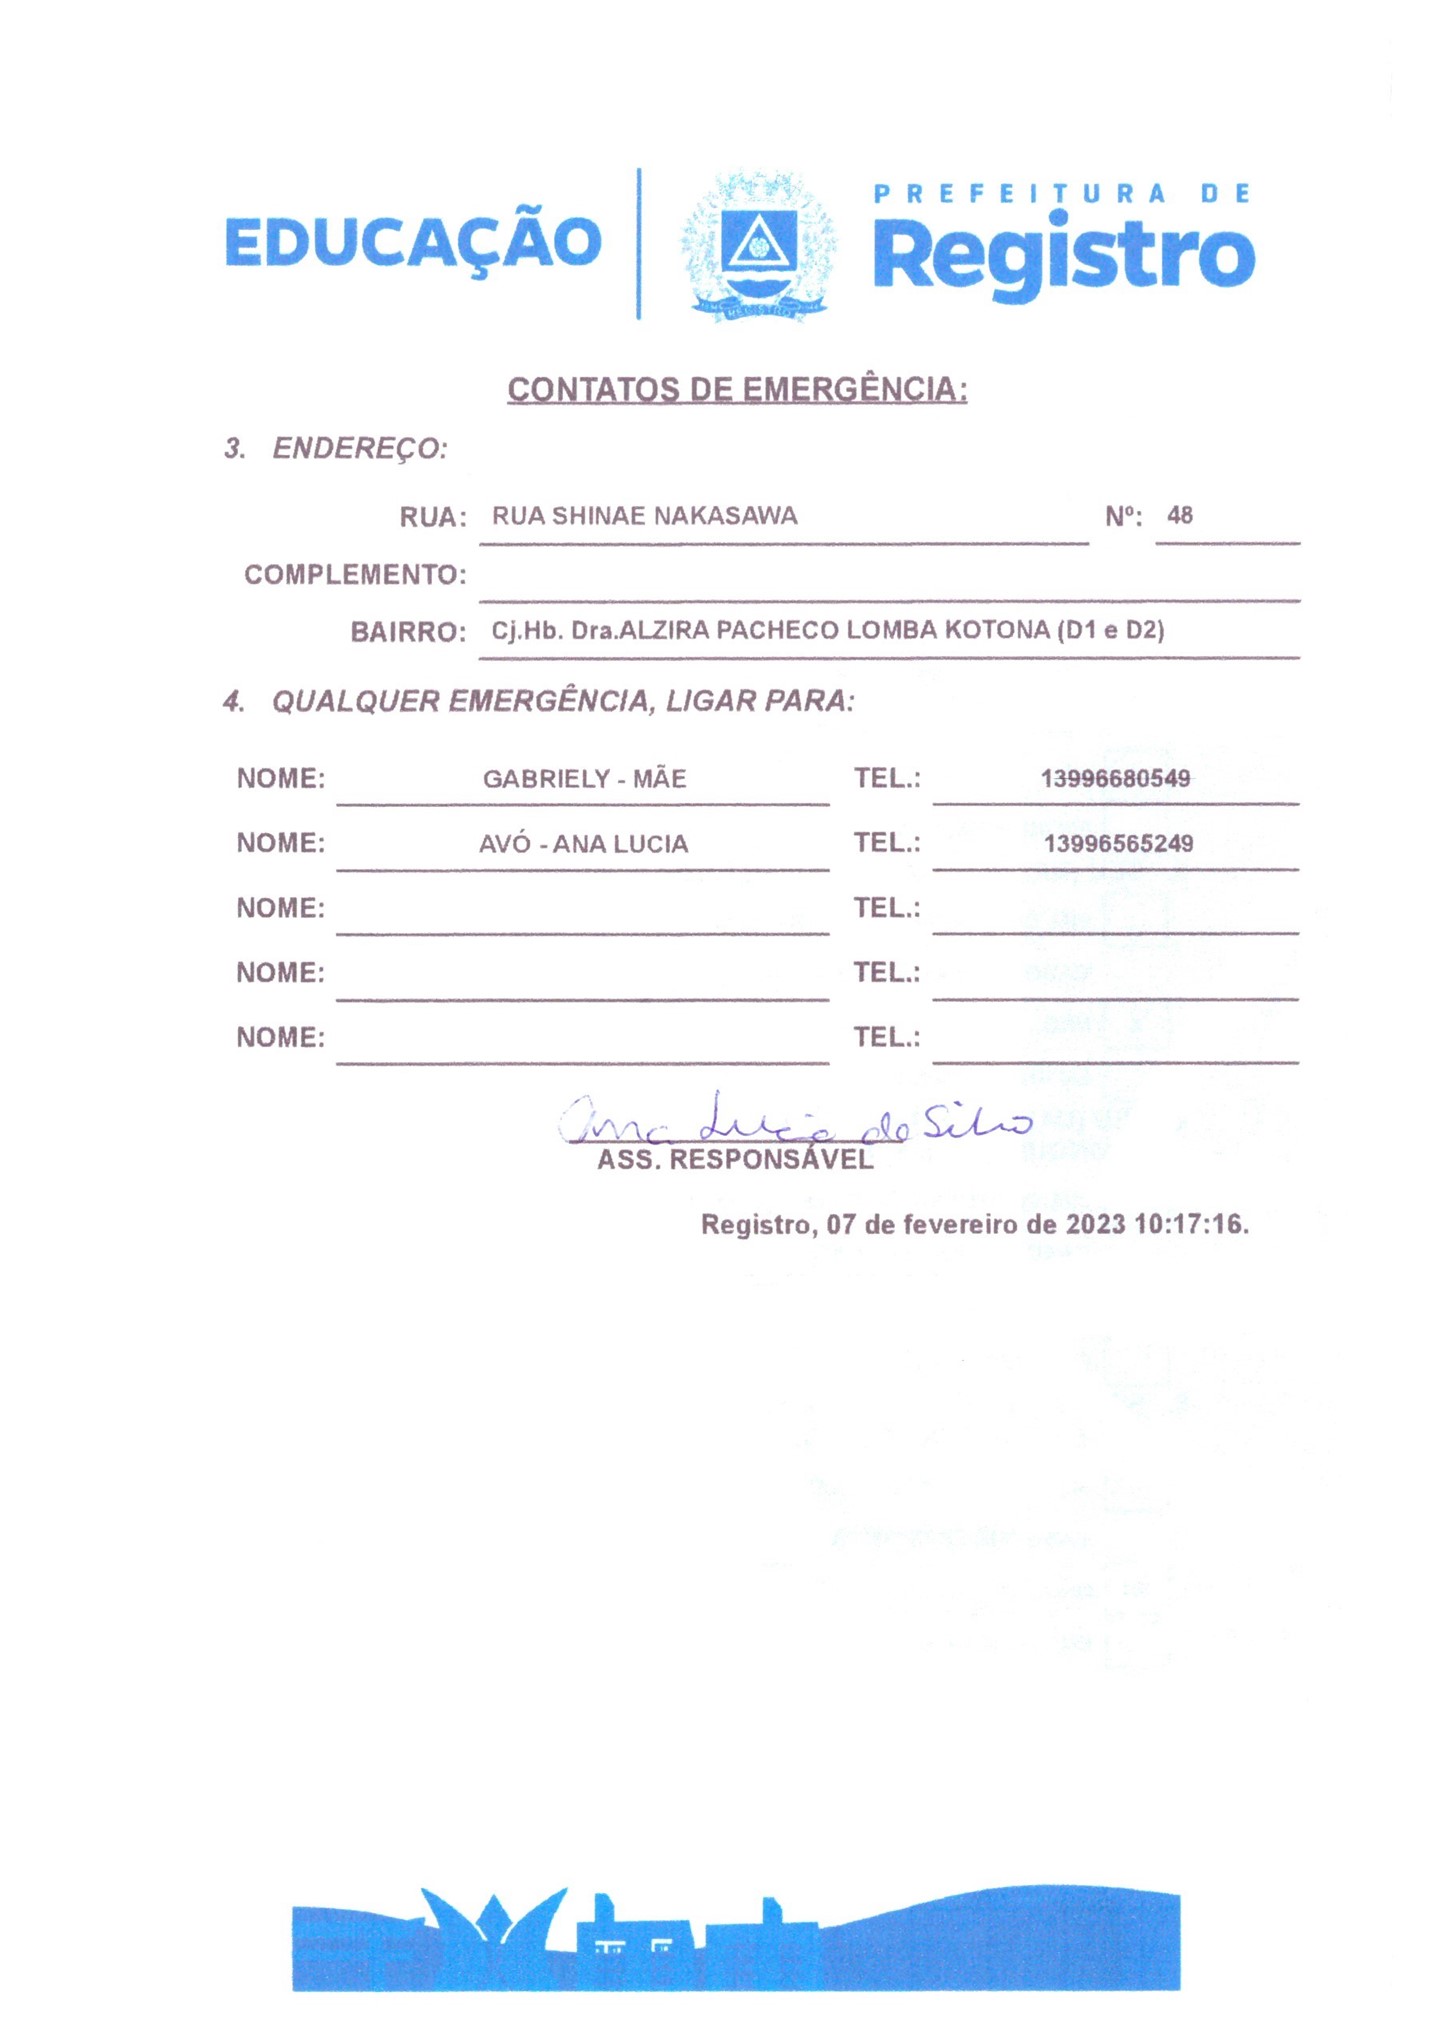 EDUCAÇÃO
PREFEITURA DE
Registro
REGISTRO
CONTATOS DE EMERGÊNCIA:
3. ENDEREÇO:
RUA: RUA SHINAE NAKASAWA Nº: 48
COMPLEMENTO:
BAIRRO: Cj.Hb. Dra.ALZIRA PACHECO LOMBA KOTONA (D1 e D2)
4. QUALQUER EMERGÊNCIA, LIGAR PARA:
NOME: GABRIELY - MÃE TEL.: 13996680549
NOME: AVÓ - ANA LUCIA TEL.: 13996565249
NOME: TEL.:
NOME: TEL.:
NOME: TEL.:
Ana Lucia da Silva
ASS. RESPONSÁVEL
Registro, 07 de fevereiro de 2023 10:17:16.